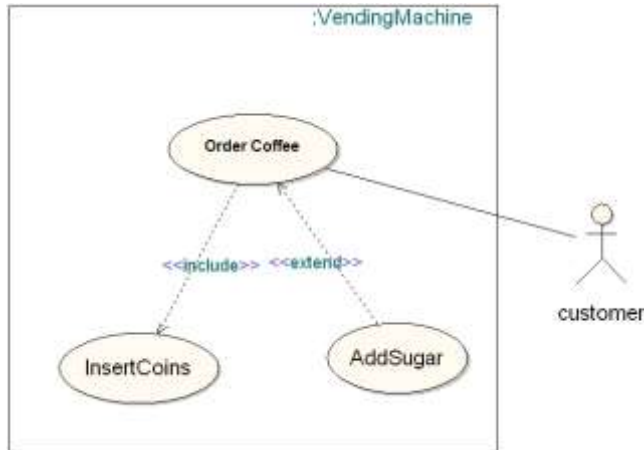 :VendingMachine
Order Coffee
<<include>>
<<extend>>
customer
InsertCoins
AddSugar